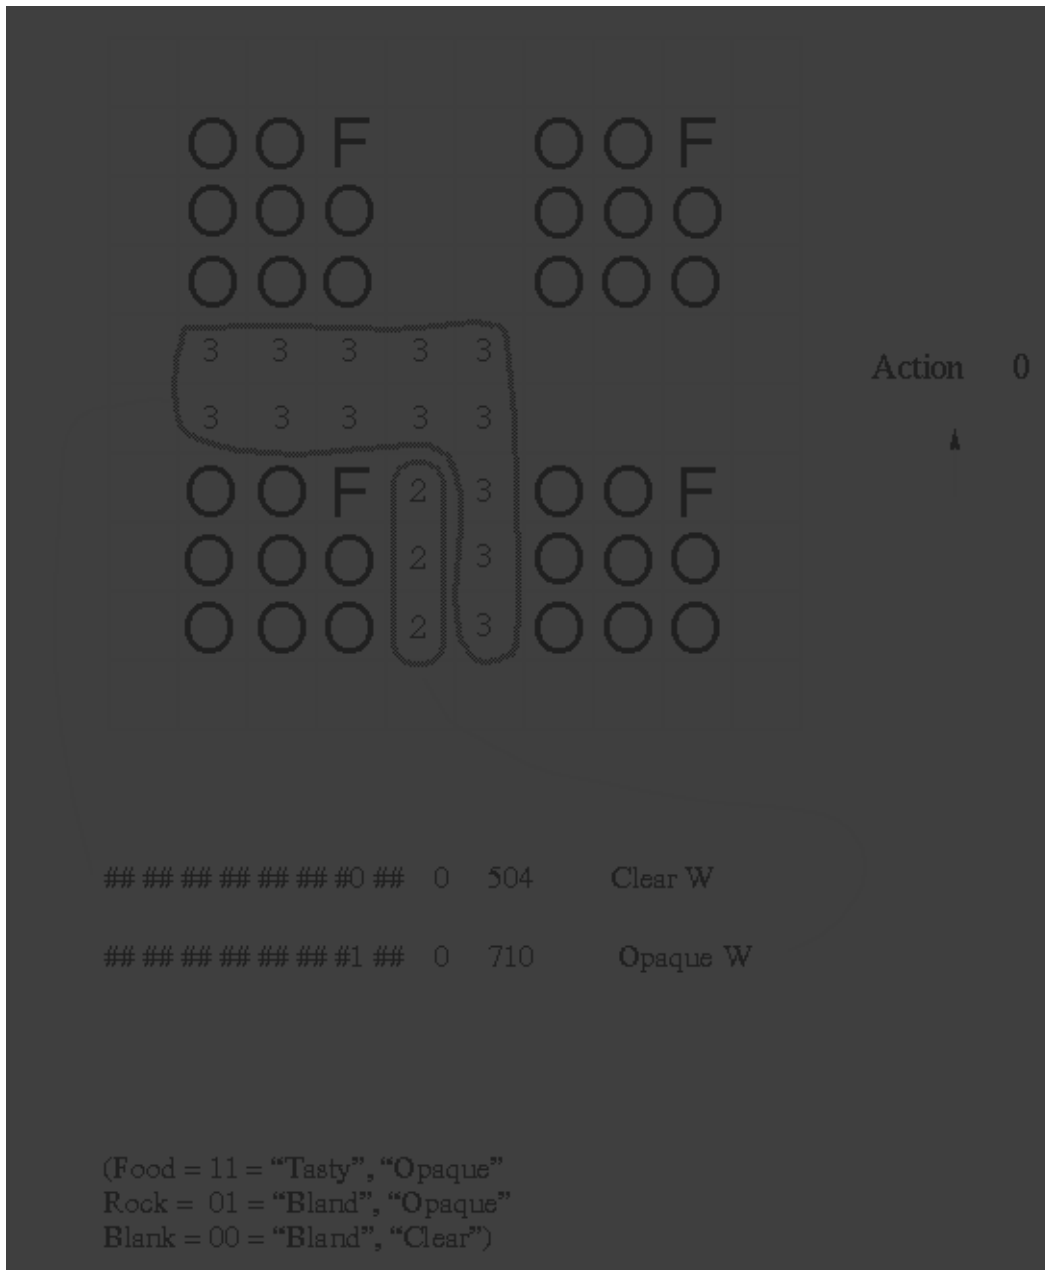 O O F O O F
O O O O O O
O O O O O O
3 3 3 3 3
Action 0
3 3 3 3 3
O O F 2 3 O O F
O O O 2 3 O O O
O O O 2 3 O O O
## ## ## ## ## ## #0 ## 0 504 Clear W
## ## ## ## ## ## #1 ## 0 710 Opaque W
(Food = 11 = “Tasty”, “Opaque”
Rock = 01 = “Bland”, “Opaque”
Blank = 00 = “Bland”, “Clear”)